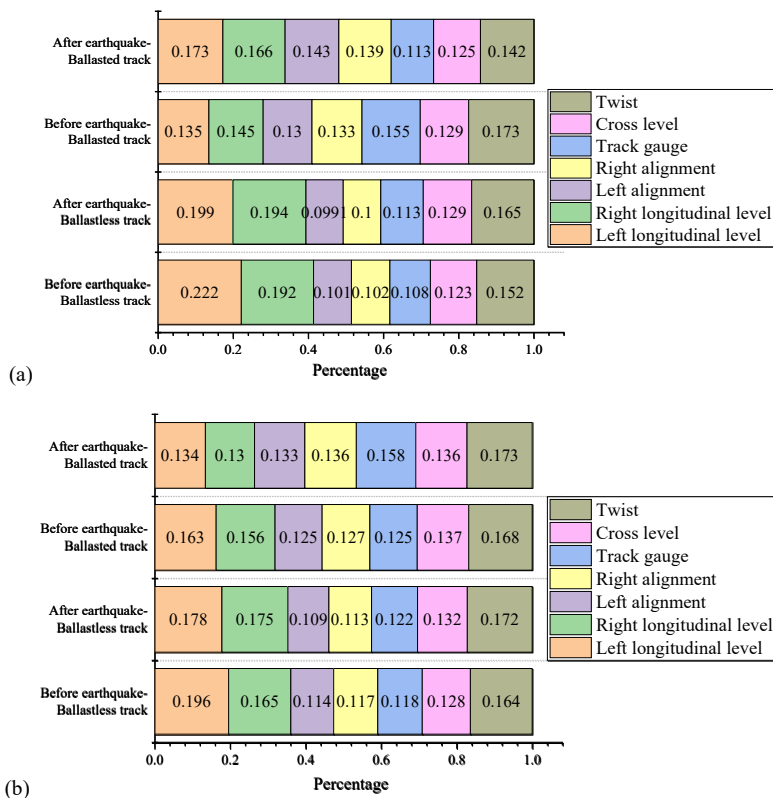 After earthquake-
Ballasted track
0.173 0.166 0.143 0.139 0.113 0.125 0.142
Before earthquake-
Ballasted track
0.135 0.145 0.13 0.133 0.155 0.129 0.173
After earthquake-
Ballastless track
0.199 0.194 0.0991 0.1 0.113 0.129 0.165
Before earthquake-
Ballastless track
0.222 0.192 0.101 0.102 0.108 0.123 0.152
0.0 0.2 0.4 0.6 0.8 1.0
Percentage
Twist
Cross level
Track gauge
Right alignment
Left alignment
Right longitudinal level
Left longitudinal level
(a)
After earthquake-
Ballasted track
0.134 0.13 0.133 0.136 0.158 0.136 0.173
Before earthquake-
Ballasted track
0.163 0.156 0.125 0.127 0.125 0.137 0.168
After earthquake-
Ballastless track
0.178 0.175 0.109 0.113 0.122 0.132 0.172
Before earthquake-
Ballastless track
0.196 0.165 0.114 0.117 0.118 0.128 0.164
0.0 0.2 0.4 0.6 0.8 1.0
Percentage
Twist
Cross level
Track gauge
Right alignment
Left alignment
Right longitudinal level
Left longitudinal level
(b)